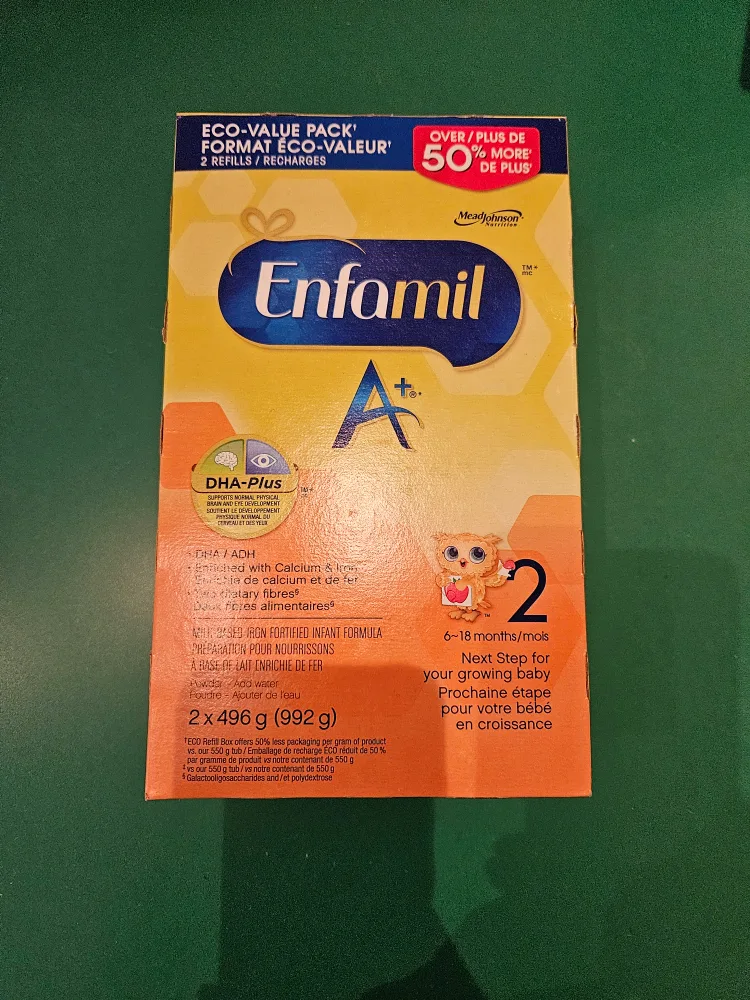 ECO-VALUE PACK†
FORMAT ÉCO-VALEUR†
2 REFILLS / RECHARGES
OVER / PLUS DE
50% MORE‡
DE PLUS‡
MeadJohnson
Nutrition
Enfamil
TM*
mc
A+®*
DHA-Plus
TM*
SUPPORTS NORMAL PHYSICAL
BRAIN AND EYE DEVELOPMENT
SOUTIENT LE DÉVELOPPEMENT
PHYSIQUE NORMAL DU
CERVEAU ET DES YEUX
• DHA / ADH
• Enriched with Calcium & Iron
Enrichie de calcium et de fer
• Two dietary fibres§
Deux fibres alimentaires§
MILK-BASED IRON FORTIFIED INFANT FORMULA
PRÉPARATION POUR NOURRISSONS
À BASE DE LAIT ENRICHIE DE FER
Powder - Add water
Poudre - Ajouter de l'eau
2 x 496 g (992 g)
†ECO Refill Box offers 50% less packaging per gram of product
vs. our 550 g tub / Emballage de recharge ÉCO réduit de 50 %
par gramme de produit vs notre contenant de 550 g
‡ vs our 550 g tub / vs notre contenant de 550 g
§ Galactooligosaccharides and/et polydextrose
TM
2
6~18 months/mois
Next Step for
your growing baby
Prochaine étape
pour votre bébé
en croissance